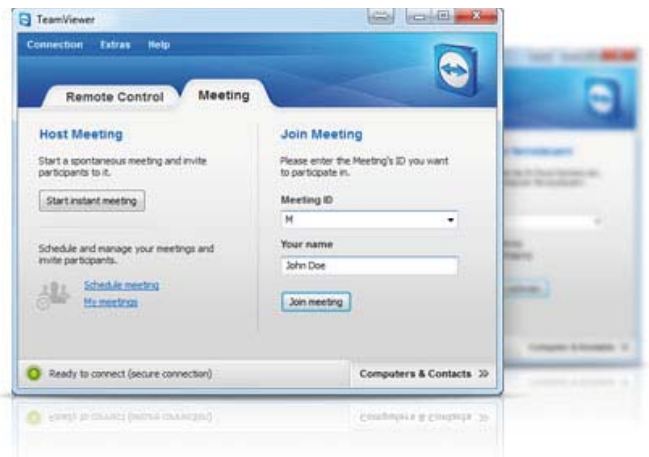 TeamViewer
Connection Extras Help
Remote Control Meeting
Host Meeting
Start a spontaneous meeting and invite
participants to it.
Start instant meeting
Schedule and manage your meetings and
invite participants.
Schedule meeting
My meetings
Join Meeting
Please enter the Meeting's ID you want
to participate in.
Meeting ID
M
Your name
John Doe
Join meeting
Ready to connect (secure connection)
Computers & Contacts >>